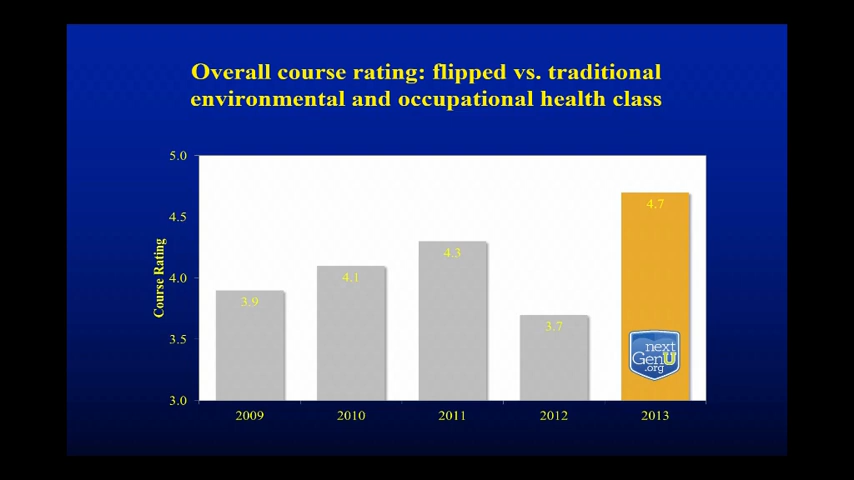 Overall course rating: flipped vs. traditional
environmental and occupational health class
5.0
4.5
4.0
3.5
3.0
Course Rating
3.9
4.1
4.3
3.7
4.7
next
GenU
.org
2009
2010
2011
2012
2013